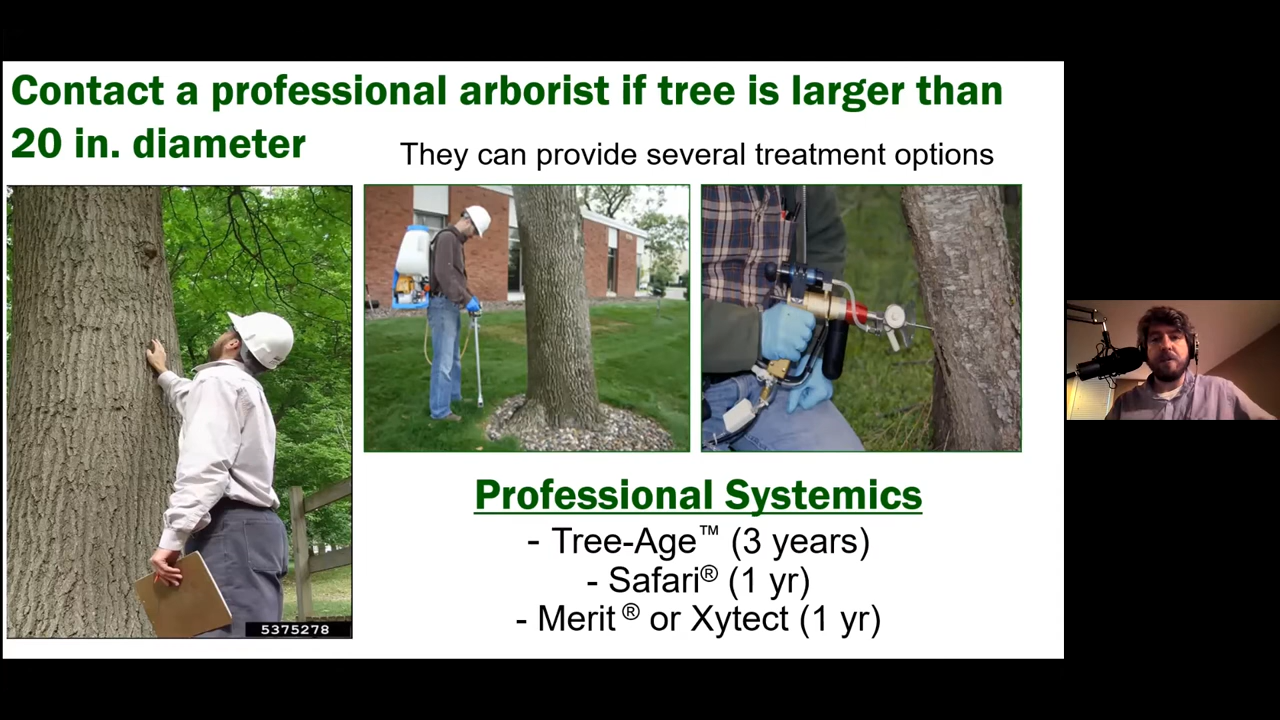 Contact a professional arborist if tree is larger than
20 in. diameter
They can provide several treatment options
5375278
Professional Systemics
- Tree-Age™ (3 years)
- Safari® (1 yr)
- Merit ® or Xytect (1 yr)